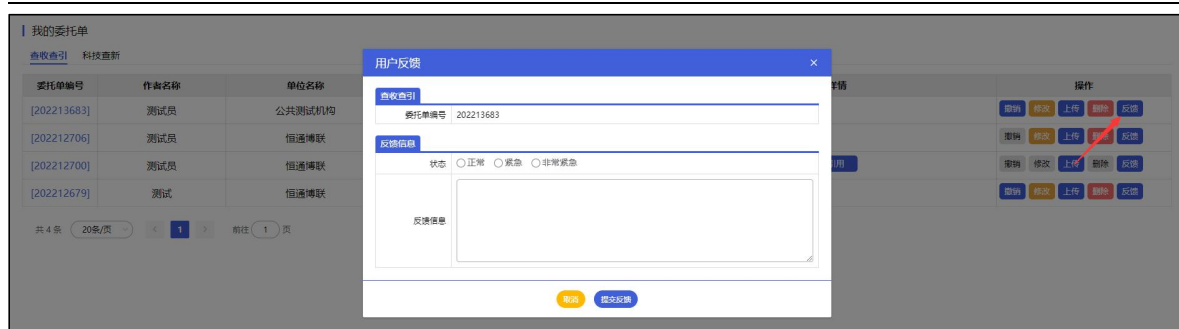 我的委托单
查收查引 科技查新
委托单编号 作者名称 单位名称 详情 操作
[202213683] 测试员 公共测试机构 撤销 修改 上传 删除 反馈
[202212706] 测试员 恒通博联 撤销 修改 上传 删除 反馈
[202212700] 测试员 恒通博联 引用 撤销 修改 上传 删除 反馈
[202212679] 测试 恒通博联 撤销 修改 上传 删除 反馈
共 4 条 20条/页 < 1 > 前往 1 页
用户反馈 ×
查收查引
委托单编号 202213683
反馈信息
状态 正常 紧急 非常紧急
反馈信息
取消 提交反馈